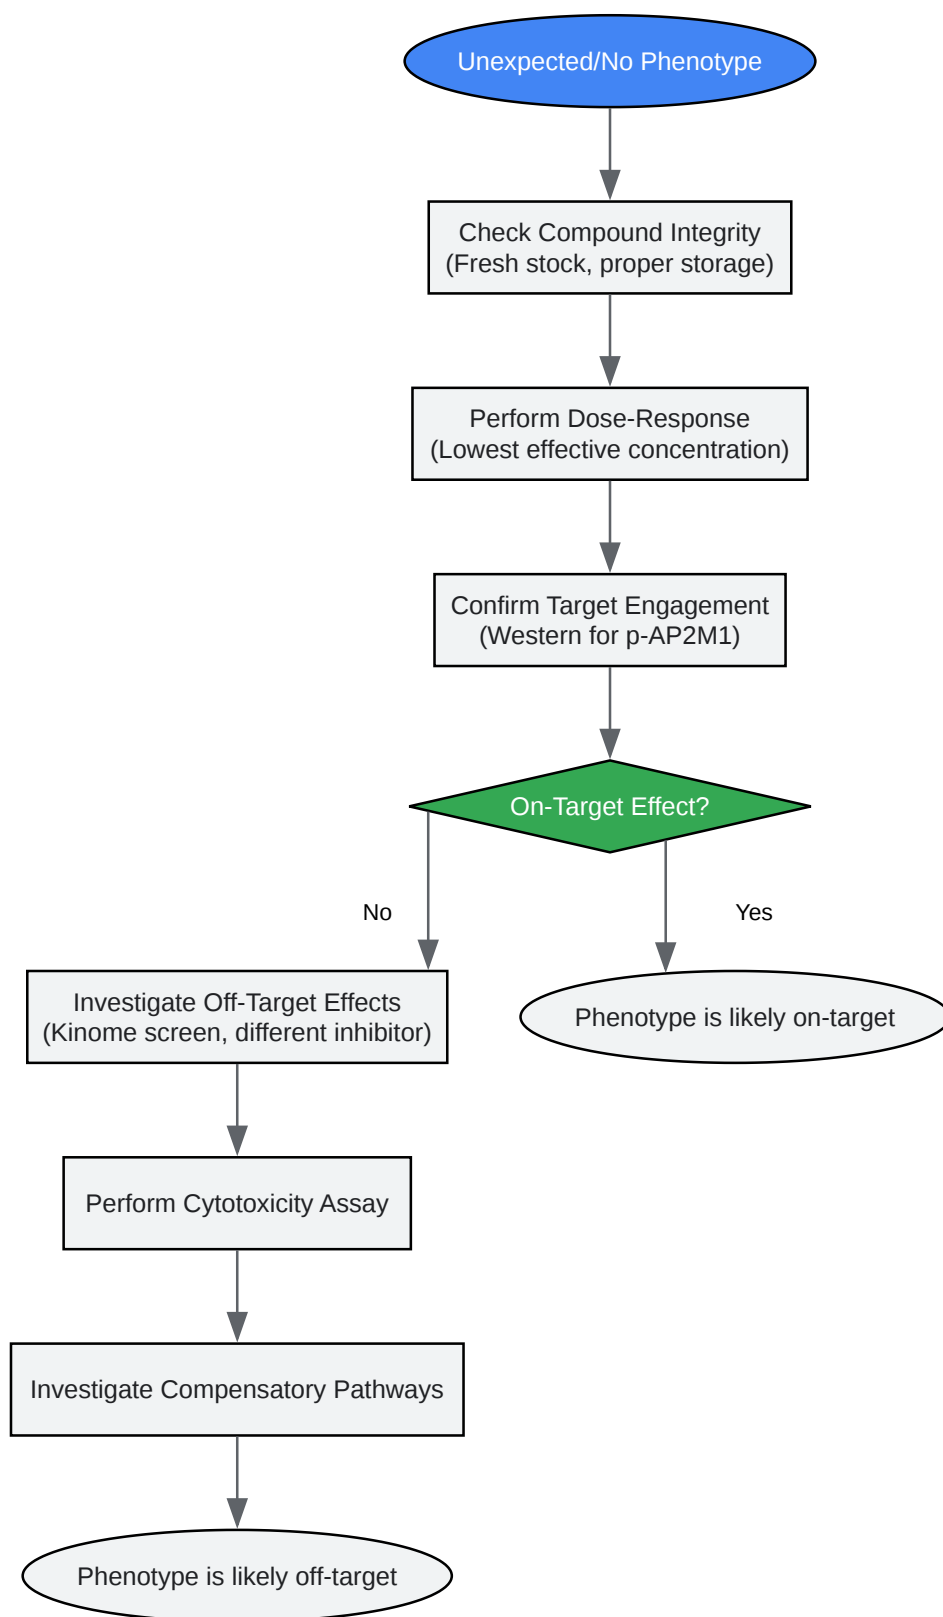 Unexpected/No Phenotype
Check Compound Integrity
(Fresh stock, proper storage)
Perform Dose-Response
(Lowest effective concentration)
Confirm Target Engagement
(Western for p-AP2M1)
On-Target Effect?
No
Yes
Investigate Off-Target Effects
(Kinome screen, different inhibitor)
Phenotype is likely on-target
Perform Cytotoxicity Assay
Investigate Compensatory Pathways
Phenotype is likely off-target